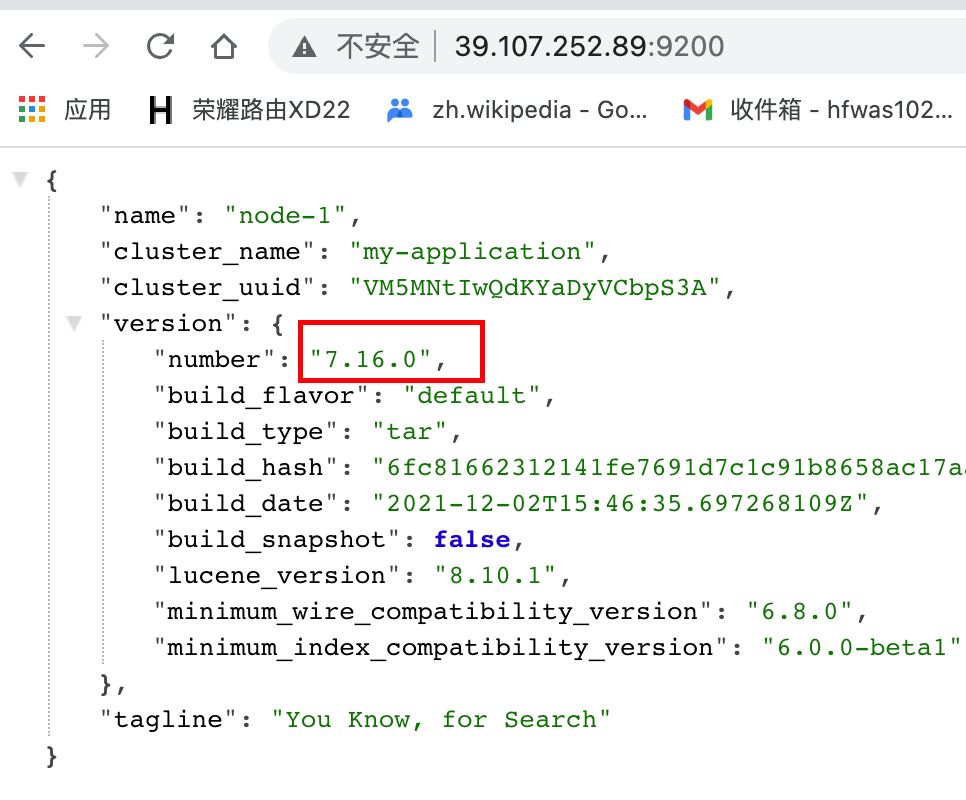 不安全 39.107.252.89:9200
应用 荣耀路由XD22 zh.wikipedia - Go... 收件箱 - hfwas102...
{
"name": "node-1",
"cluster_name": "my-application",
"cluster_uuid": "VM5MNtIwQdKYaDyVCbpS3A",
"version": {
"number": "7.16.0",
"build_flavor": "default",
"build_type": "tar",
"build_hash": "6fc81662312141fe7691d7c1c91b8658ac17aa
"build_date": "2021-12-02T15:46:35.697268109Z",
"build_snapshot": false,
"lucene_version": "8.10.1",
"minimum_wire_compatibility_version": "6.8.0",
"minimum_index_compatibility_version": "6.0.0-beta1"
},
"tagline": "You Know, for Search"
}